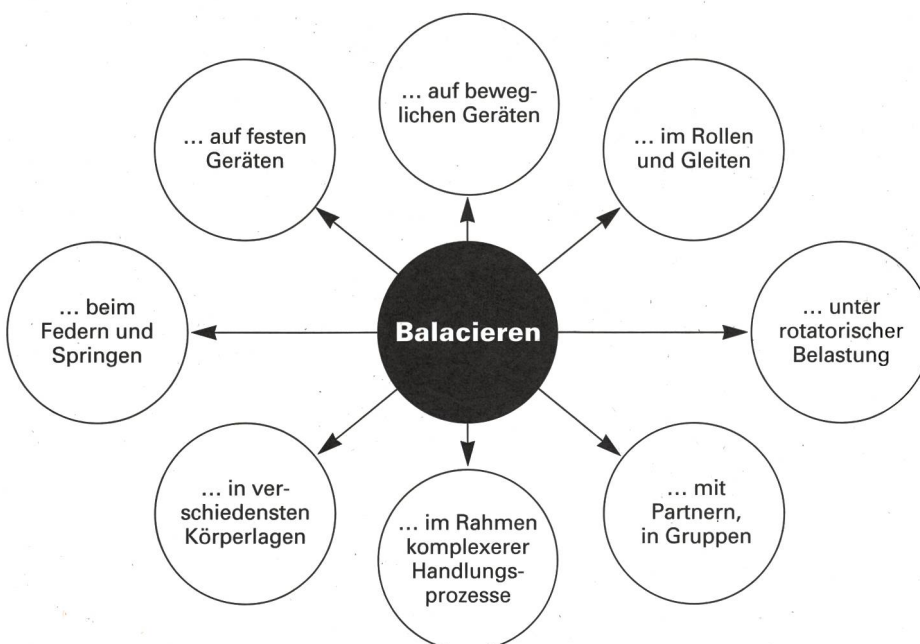 ... auf beweg-
lichen Geräten
... auf festen
Geräten
... im Rollen
und Gleiten
... beim
Federn und
Springen
Balacieren
... unter
rotatorischer
Belastung
... in ver-
schiedensten
Körperlagen
... im Rahmen
komplexerer
Handlungs-
prozesse
... mit
Partnern,
in Gruppen